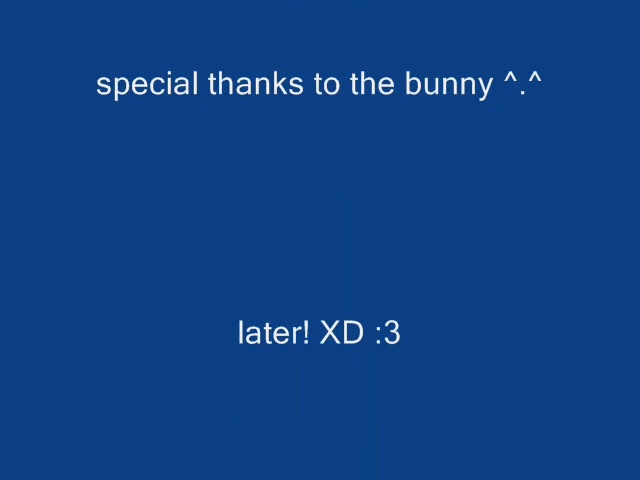 special thanks to the bunny ^.^
later! XD :3